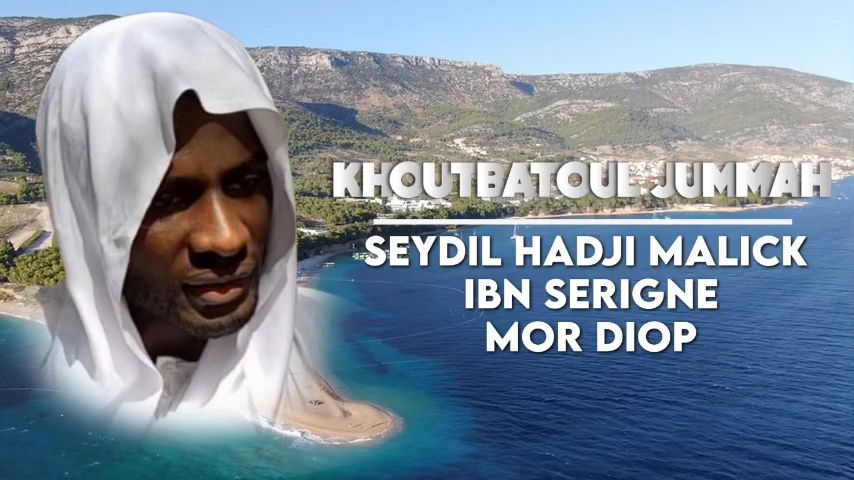 KHOUTBATOUL JUMMAH
SEYDIL HADJI MALICK
IBN SERIGNE
MOR DIOP